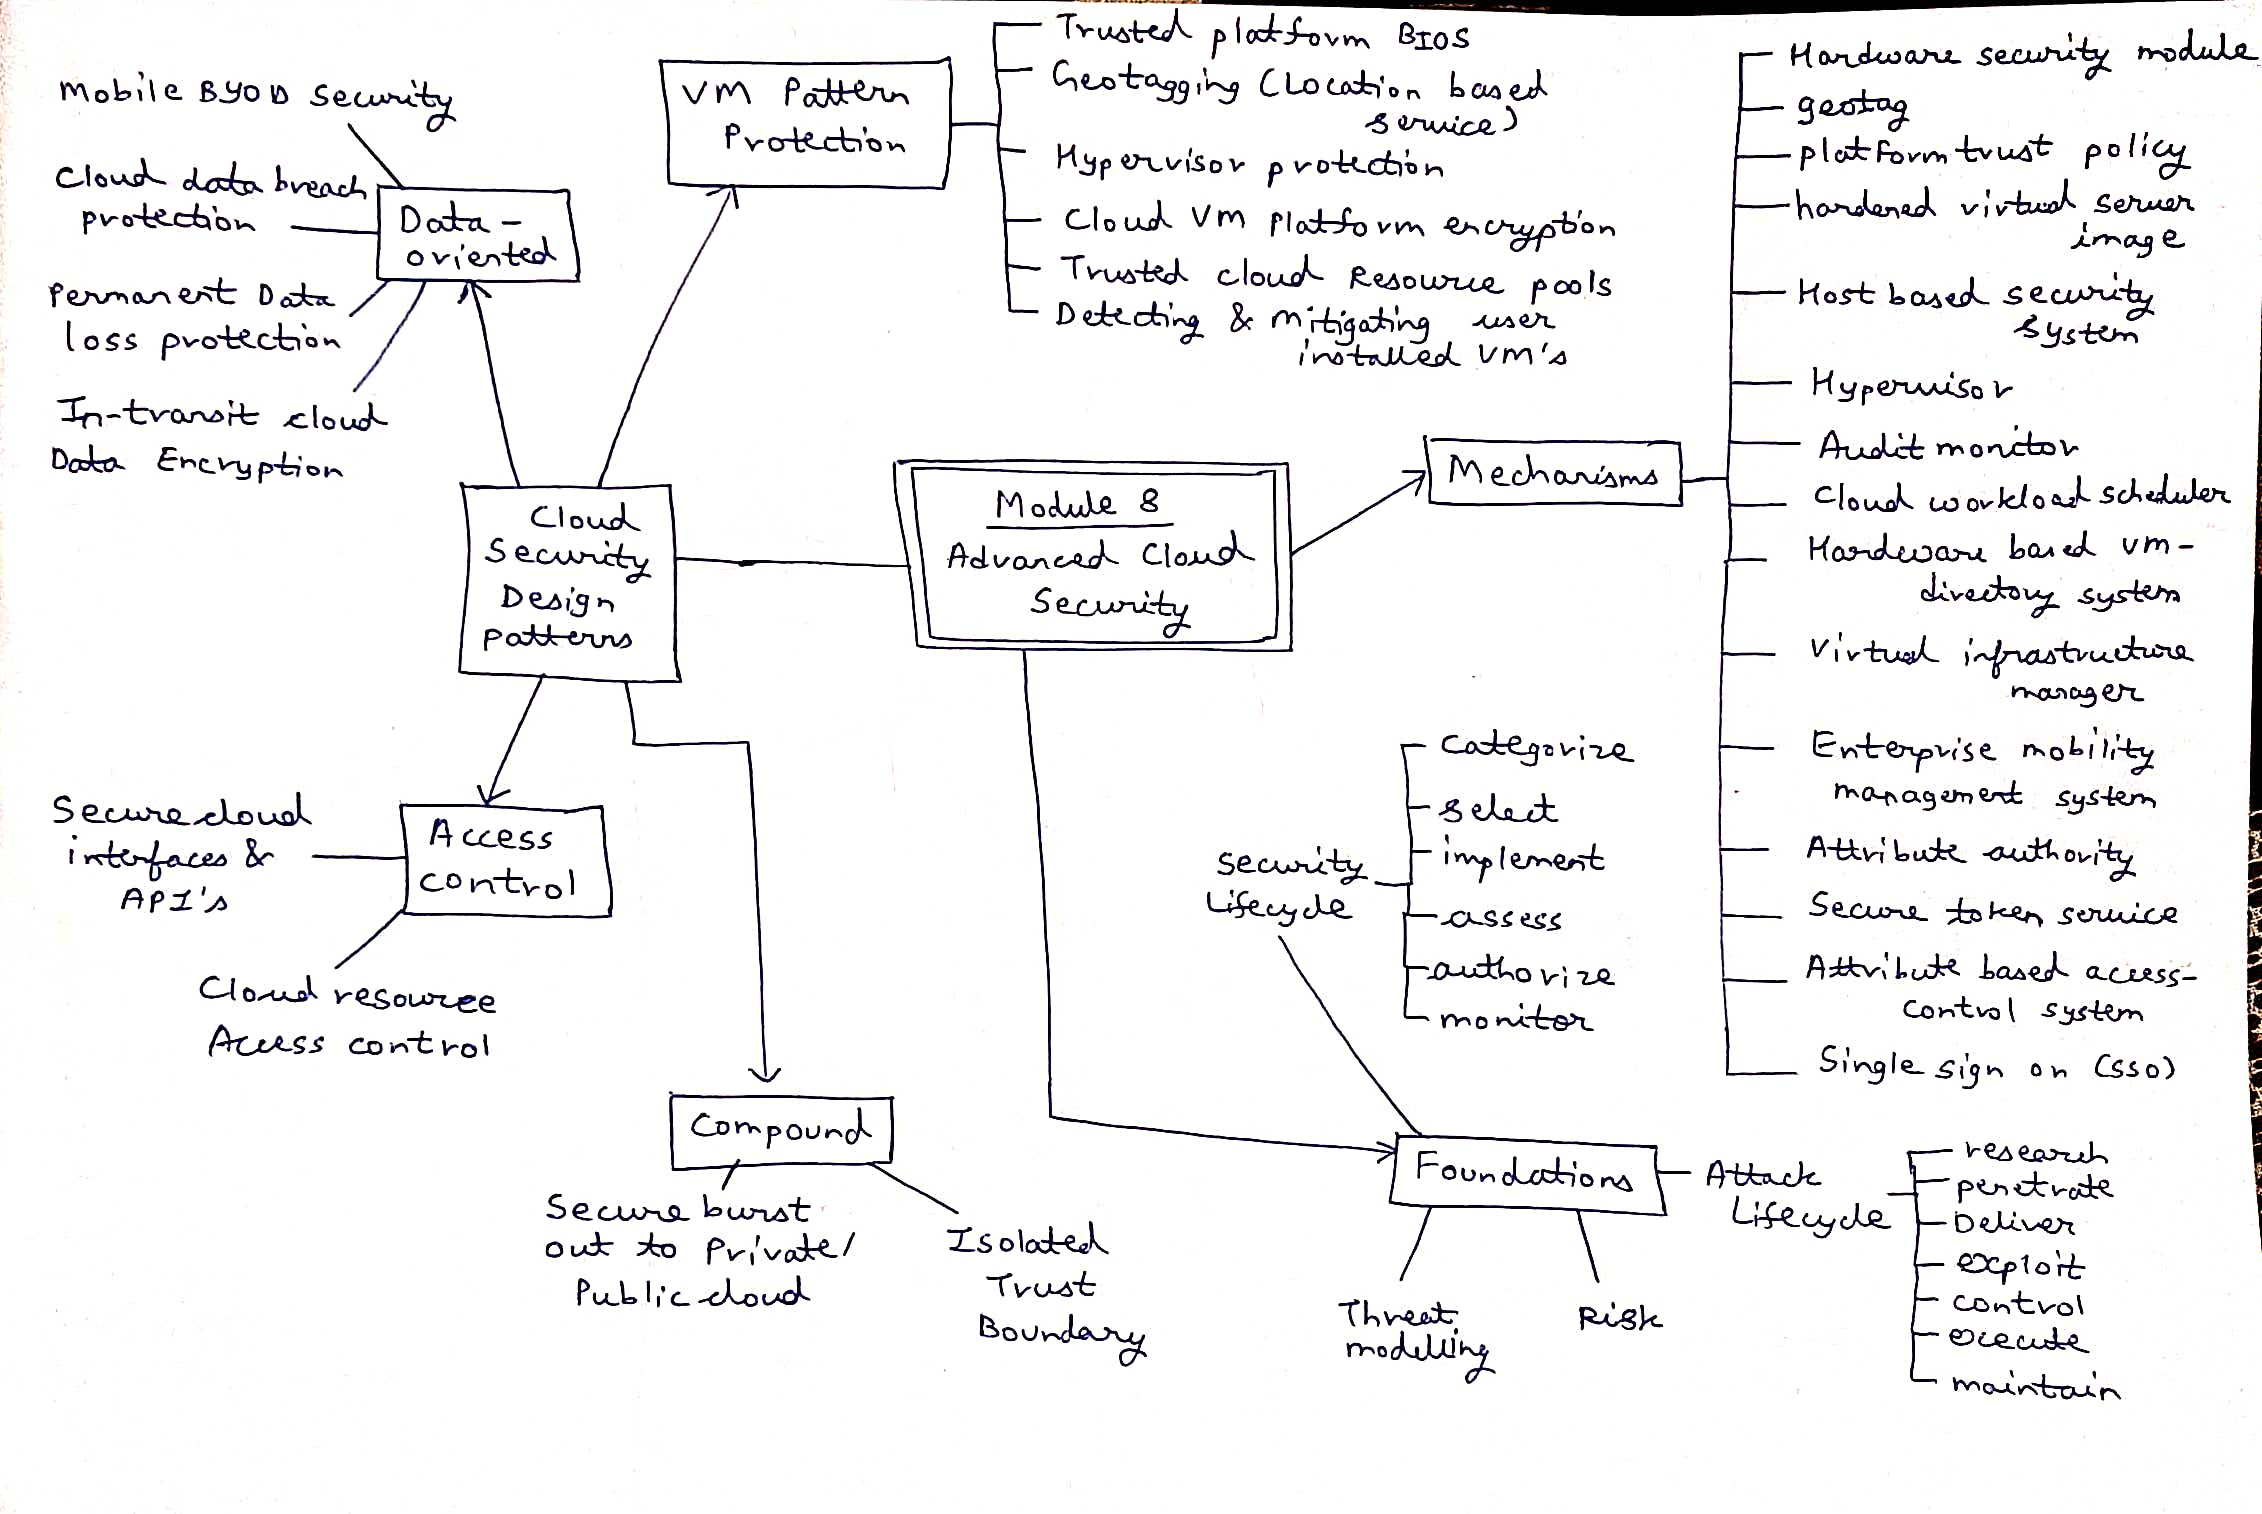 Mobile BYOD Security
Cloud data breach
protection
Permanent Data
loss protection
In-transit cloud
Data Encryption
Data -
oriented
VM Pattern
Protection
Trusted platform BIOS
Geotagging (Location based
service)
Hypervisor protection
Cloud VM Platform encryption
Trusted cloud Resource pools
Detecting & mitigating user
installed VM's
Cloud
Security
Design
Patterns
Module 8
Advanced Cloud
Security
Mechanisms
Hardware security module
geotag
platform trust policy
hardened virtual server
image
Host based security
system
Hypervisor
Audit monitor
Cloud workload scheduler
Hardware based vm-
directory system
Virtual infrastructure
manager
Enterprise mobility
management system
Attribute authority
Secure token service
Attribute based access-
control system
Single sign on (SSO)
Secure cloud
interfaces &
API's
Access
control
Cloud resource
Access control
Compound
Secure burst
out to Private/
Public cloud
Isolated
Trust
Boundary
Security
Lifecycle
categorize
select
implement
assess
authorize
monitor
Foundations
Threat
modelling
Risk
Attack
Lifecycle
research
penetrate
Deliver
exploit
control
execute
maintain